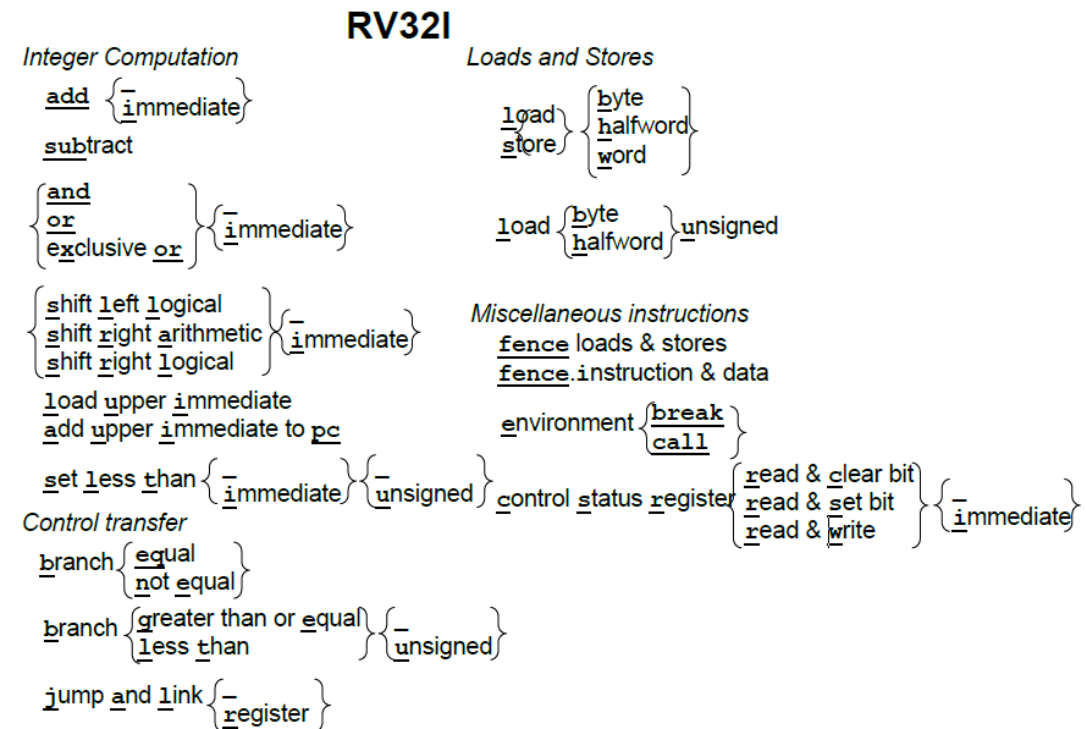 RV32I
Integer Computation
add { _ immediate }
subtract
{ and
or
exclusive or } { _ immediate }
{ shift left logical
shift right arithmetic
shift right logical } { _ immediate }
load upper immediate
add upper immediate to pc
set less than { _ immediate } { _ unsigned }
Control transfer
branch { equal
not equal }
branch { greater than or equal
less than } { _ unsigned }
jump and link { _
register }
Loads and Stores
load
store } { byte
halfword
word }
load { byte
halfword } unsigned
Miscellaneous instructions
fence loads & stores
fence.instruction & data
environment { break
call }
control status register { read & clear bit
read & set bit
read & write } { _ immediate }